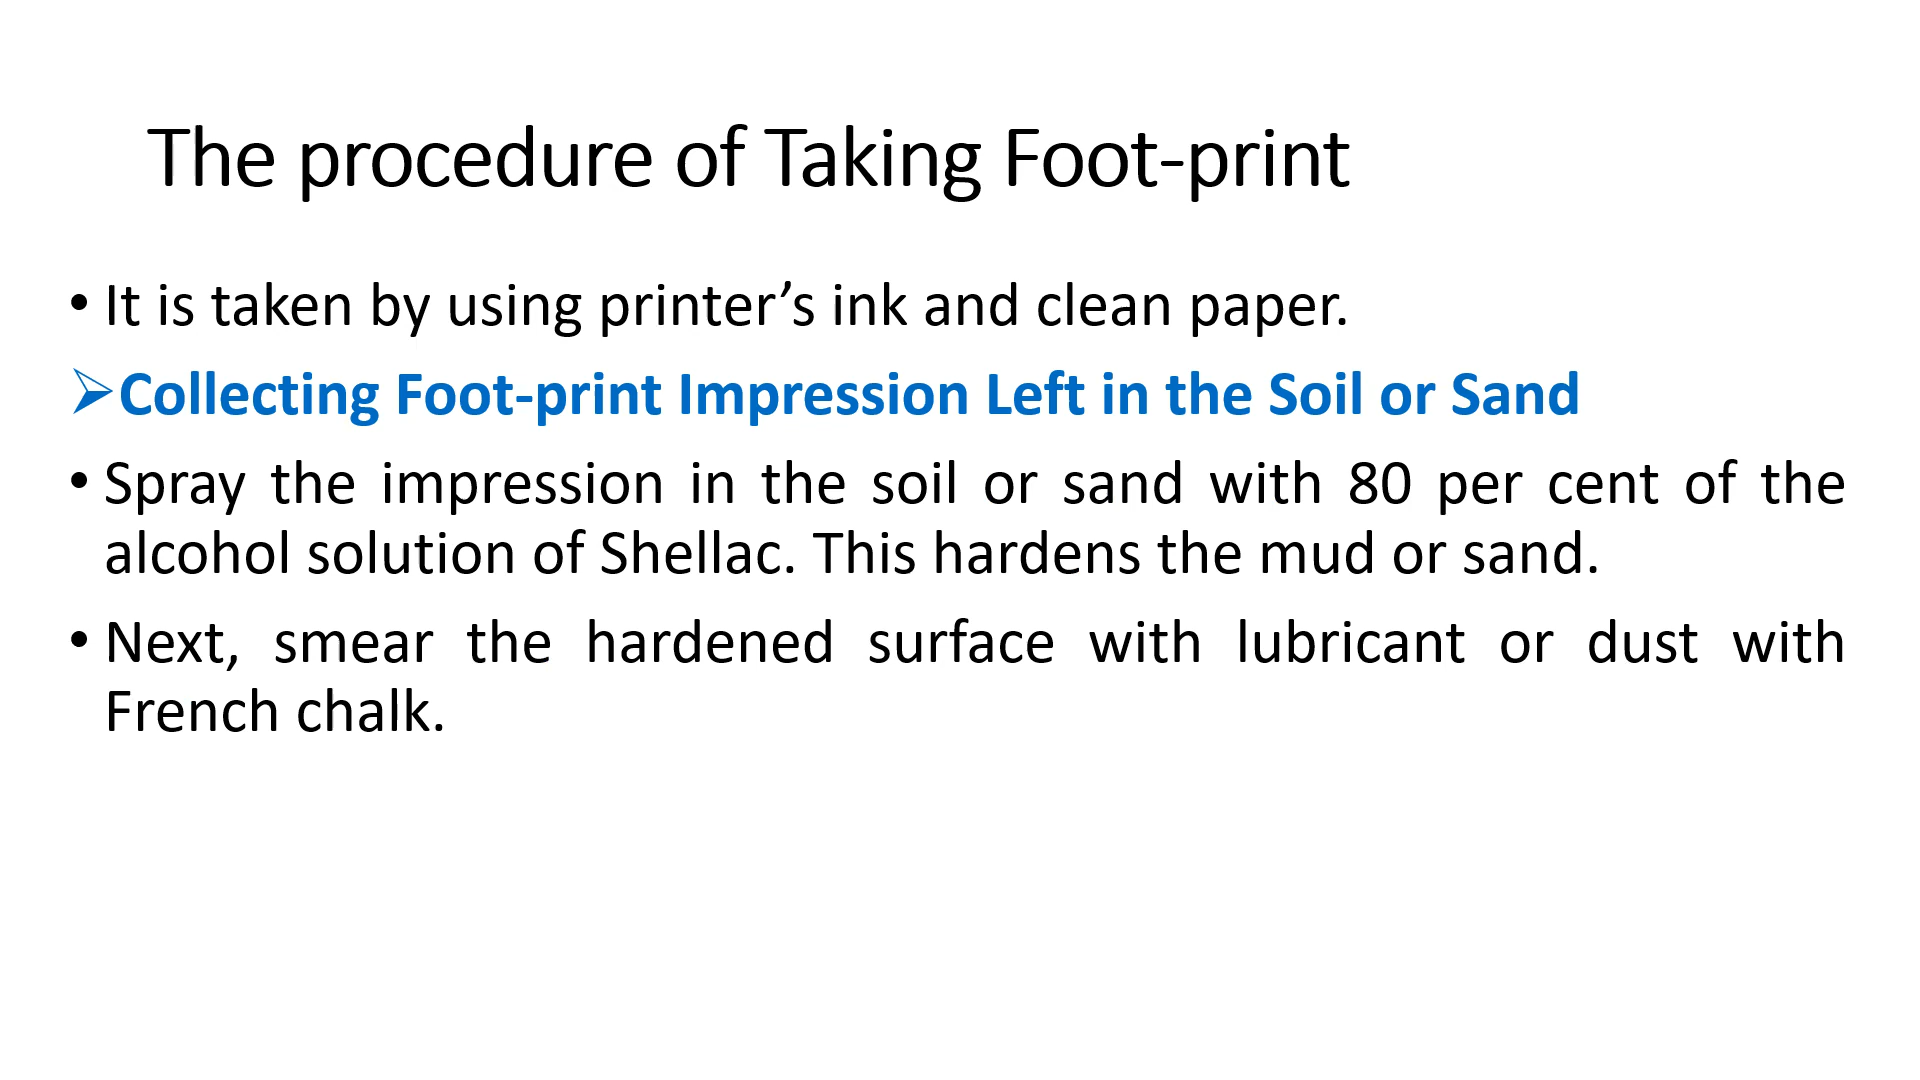 The procedure of Taking Foot-print
• It is taken by using printer’s ink and clean paper.
➢Collecting Foot-print Impression Left in the Soil or Sand
• Spray the impression in the soil or sand with 80 per cent of the
alcohol solution of Shellac. This hardens the mud or sand.
• Next, smear the hardened surface with lubricant or dust with
French chalk.